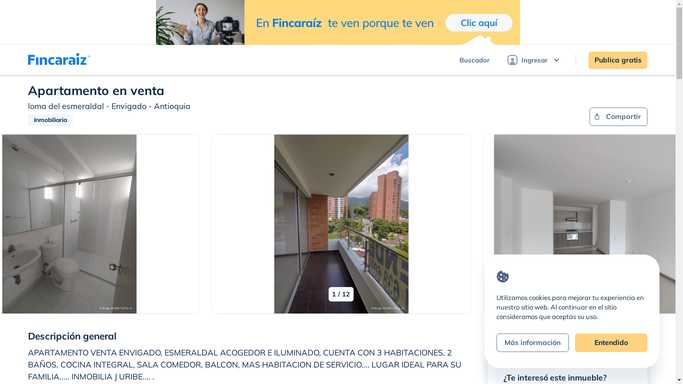 En Fincaraíz te ven porque te ven
Clic aquí
Fincaraiz
Buscador
Ingresar
Publica gratis
Apartamento en venta
loma del esmeraldal - Envigado - Antioquia
Inmobiliaria
Compartir
1 / 12
Utilizamos cookies para mejorar tu experiencia en
nuestro sitio web. Al continuar en el sitio
consideramos que aceptas su uso.
Más información
Entendido
Descripción general
APARTAMENTO VENTA ENVIGADO, ESMERALDAL ACOGEDOR E ILUMINADO, CUENTA CON 3 HABITACIONES, 2
BAÑOS, COCINA INTEGRAL, SALA COMEDOR, BALCON, MAS HABITACION DE SERVICIO.... LUGAR IDEAL PARA SU
FAMILIA..... INMOBILIA J URIBE.... .
¿Te interesó este inmueble?